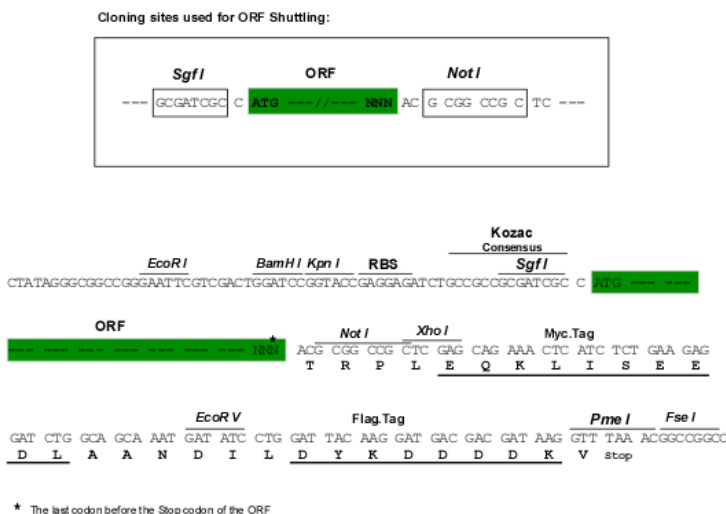 Cloning sites used for ORF Shuttling:
Sgf I ORF Not I
--- GCGATCGC C ATG ---//--- NNN AC G CGG CCG C TC ---
Kozac
Consensus
EcoR I BamH I Kpn I RBS Sgf I
CTATAGGGCGGCCGGGAATTCGTCGACTGGATCCGGTACCGAGGAGATCTGCCGCCGCGATCGC C ATG --- ---
ORF
* Not I Xho I Myc.Tag
--- --- --- --- --- --- --- --- --- NNN ACG CGG CCG CTC GAG CAG AAA CTC ATC TCT GAA GAG
T R P L E Q K L I S E E
EcoR V Flag.Tag Pme I Fse I
GAT CTG GCA GCA AAT GAT ATC CTG GAT TAC AAG GAT GAC GAC GAT AAG GTT TAA ACGGCCGGCC
D L A A N D I L D Y K D D D D K V Stop
* The last codon before the Stop codon of the ORF